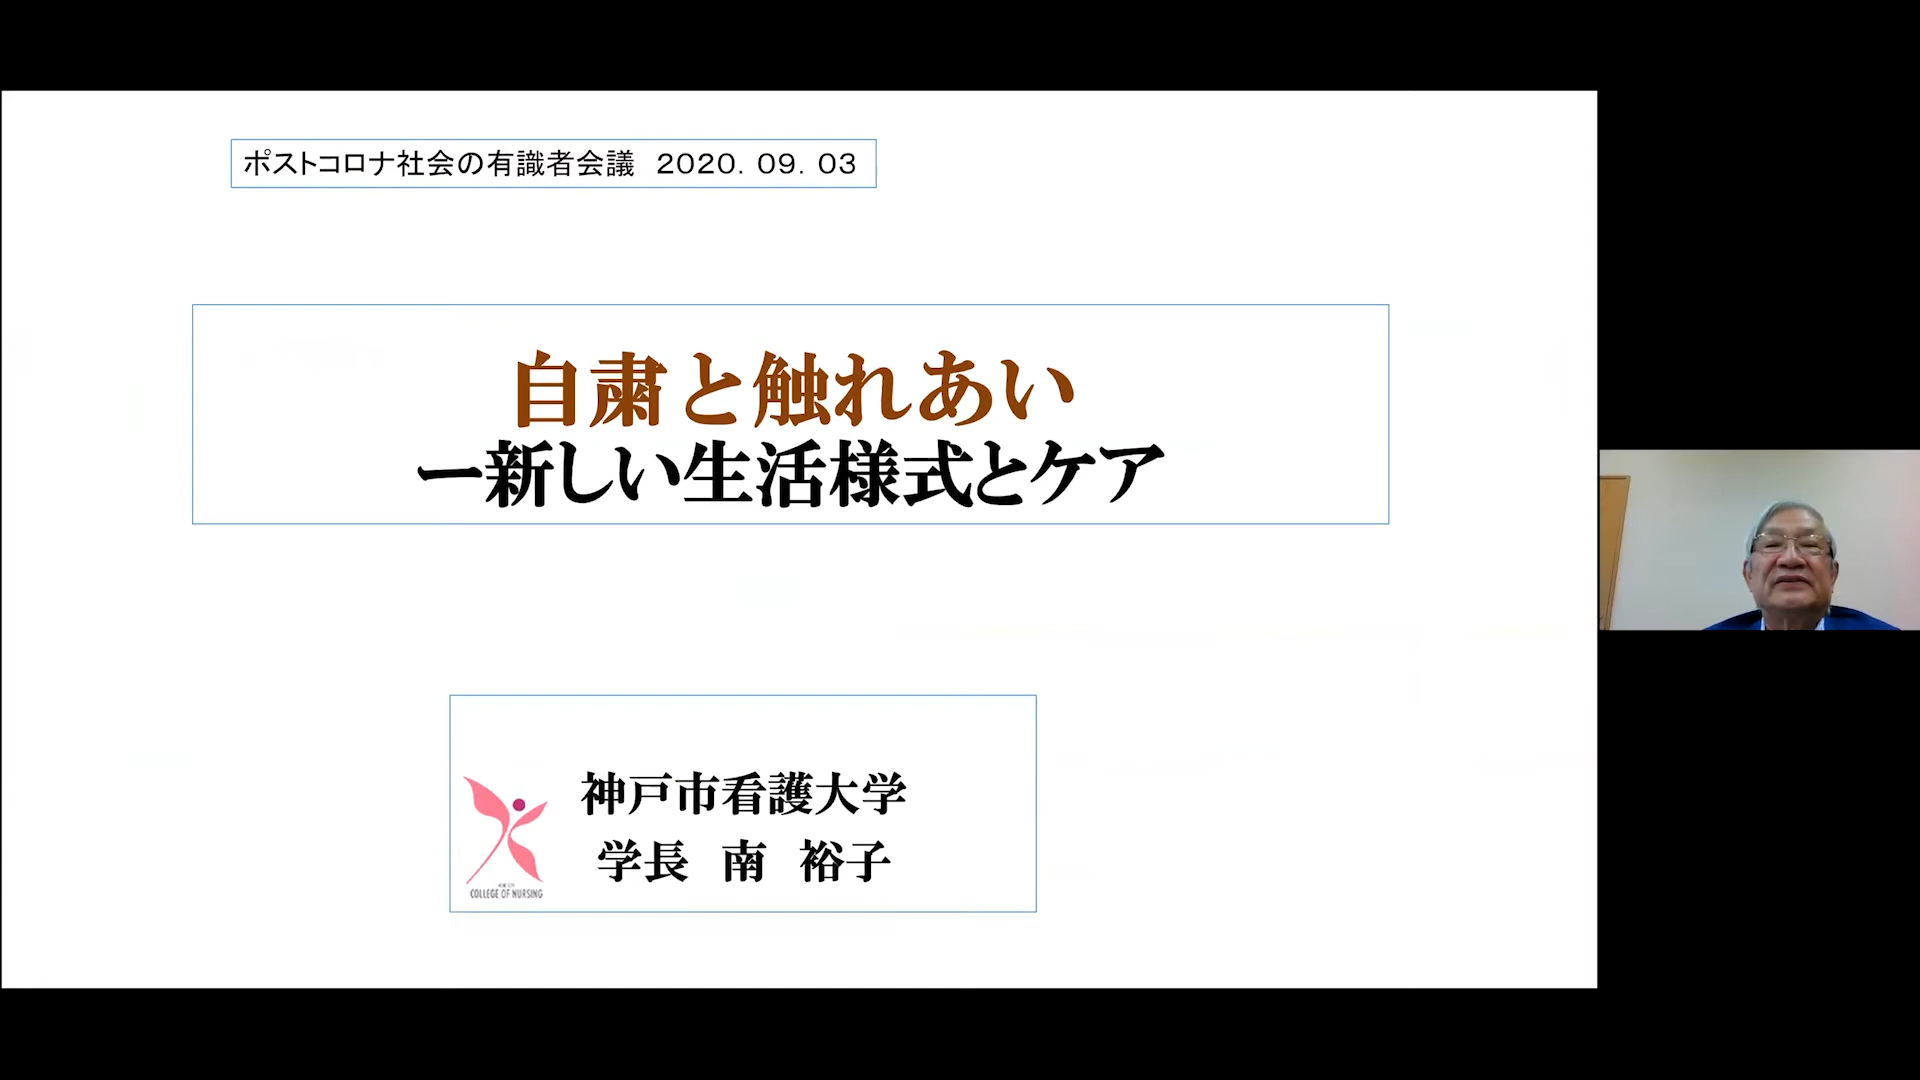 ポストコロナ社会の有識者会議　2020. 09. 03
自粛と触れあい
ー新しい生活様式とケア
神戸市看護大学
学長　南　裕子
COLLEGE OF NURSING